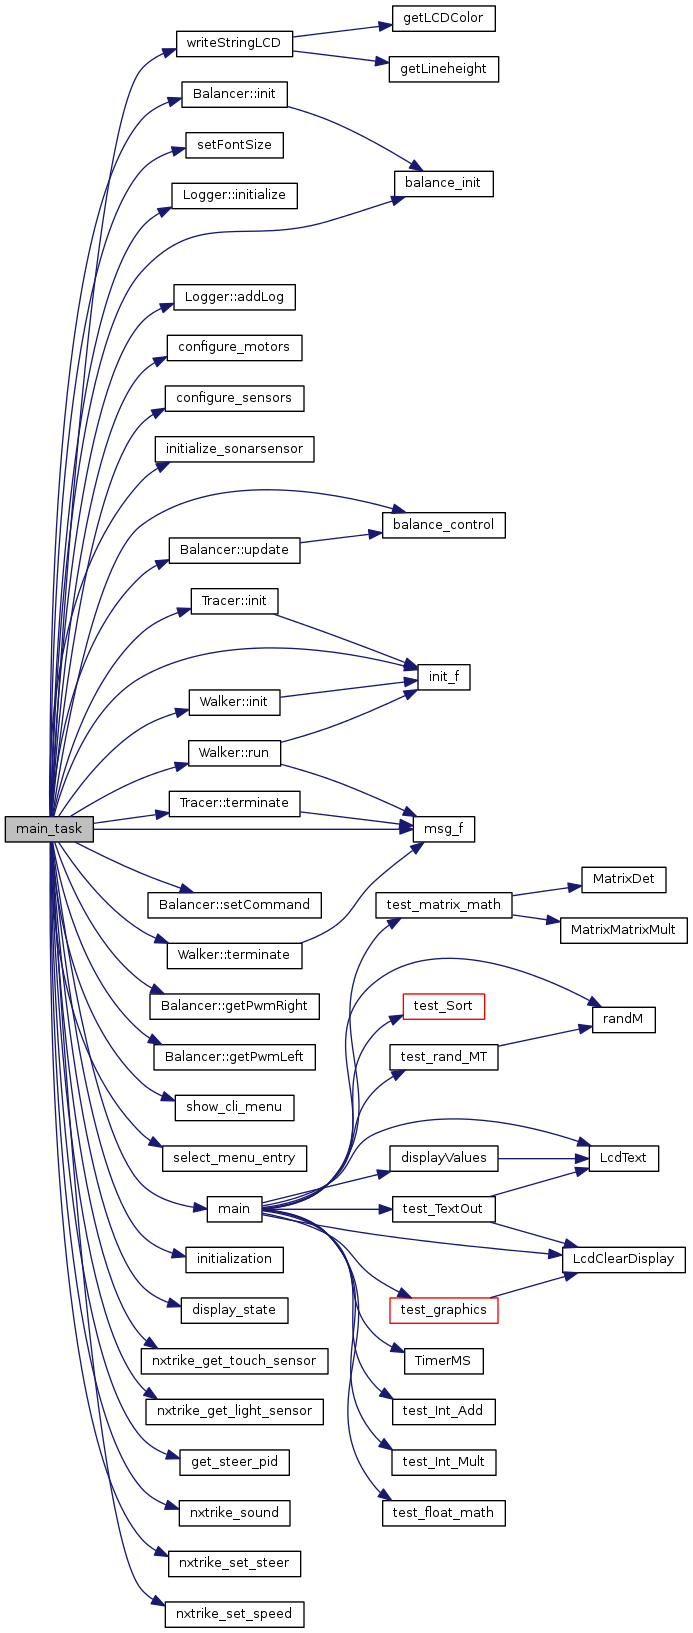 getLCDColor
writeStringLCD
getLineheight
Balancer::init
setFontSize
balance_init
Logger::initialize
Logger::addLog
configure_motors
configure_sensors
initialize_sonarsensor
balance_control
Balancer::update
Tracer::init
init_f
Walker::init
Walker::run
Tracer::terminate
main_task
msg_f
MatrixDet
Balancer::setCommand
test_matrix_math
MatrixMatrixMult
Walker::terminate
Balancer::getPwmRight
test_Sort
randM
Balancer::getPwmLeft
test_rand_MT
show_cli_menu
select_menu_entry
displayValues
LcdText
main
test_TextOut
initialization
LcdClearDisplay
display_state
test_graphics
nxtrike_get_touch_sensor
TimerMS
nxtrike_get_light_sensor
test_Int_Add
get_steer_pid
test_Int_Mult
nxtrike_sound
test_float_math
nxtrike_set_steer
nxtrike_set_speed